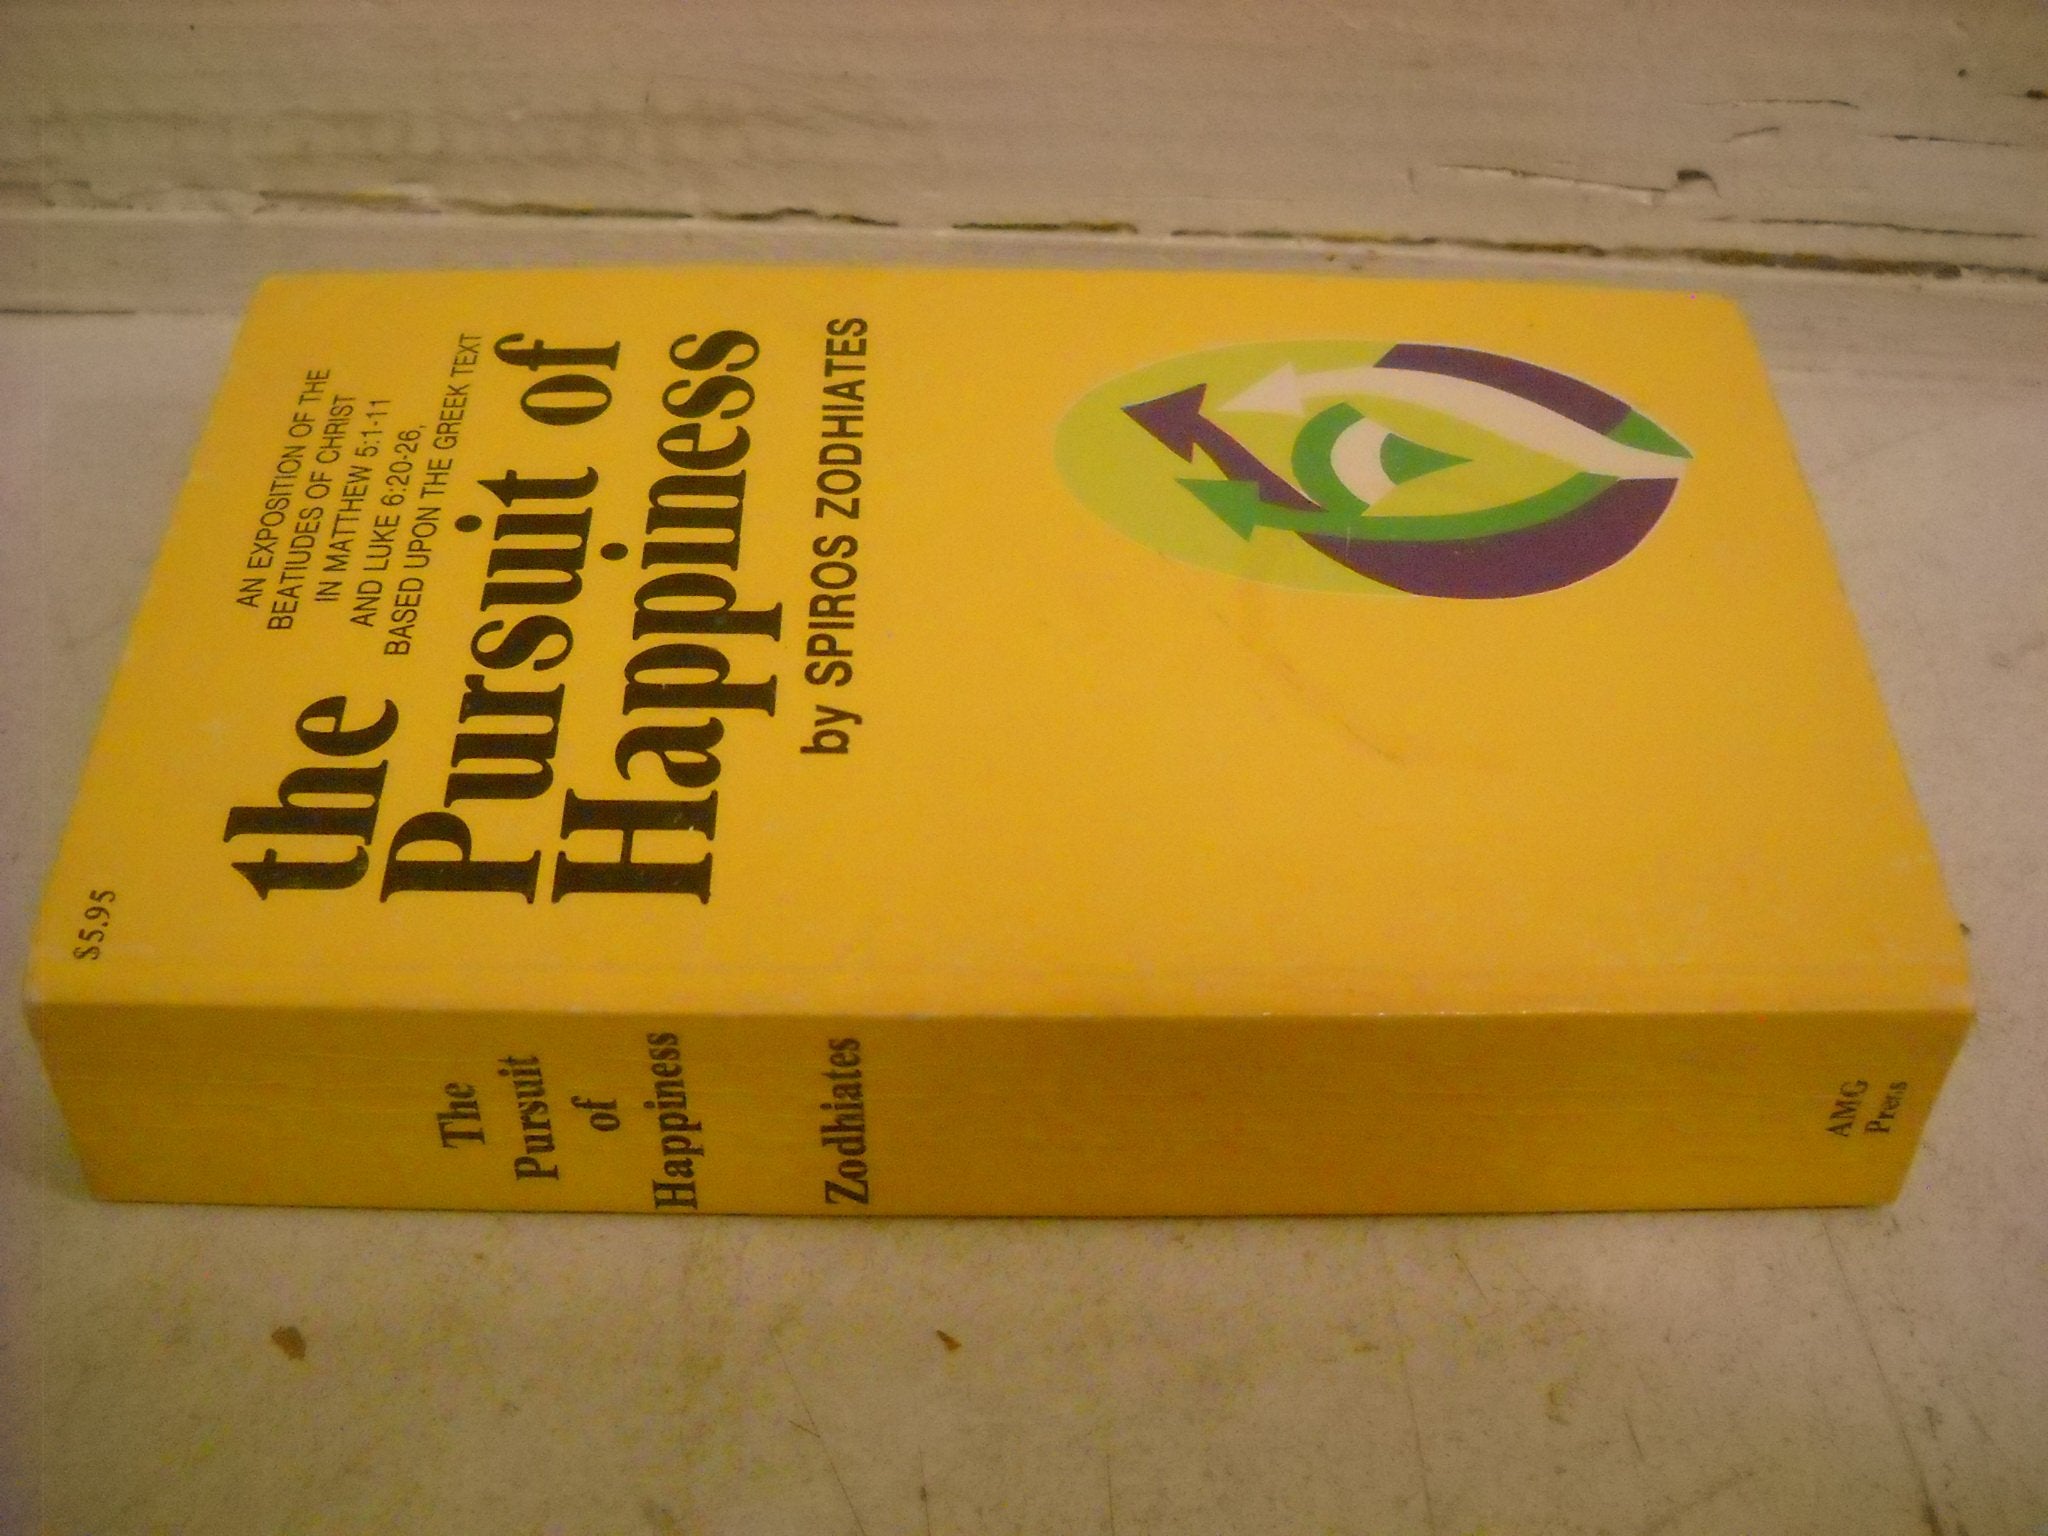 $5.95
AN EXPOSITION OF THE
BEATIUDES OF CHRIST
IN MATTHEW 5:1-11
AND LUKE 6:20-26,
BASED UPON THE GREEK TEXT
the
Pursuit of
Happiness
by SPIROS ZODHIATES
The
Pursuit
of
Happiness
Zodhiates
AMG
Press